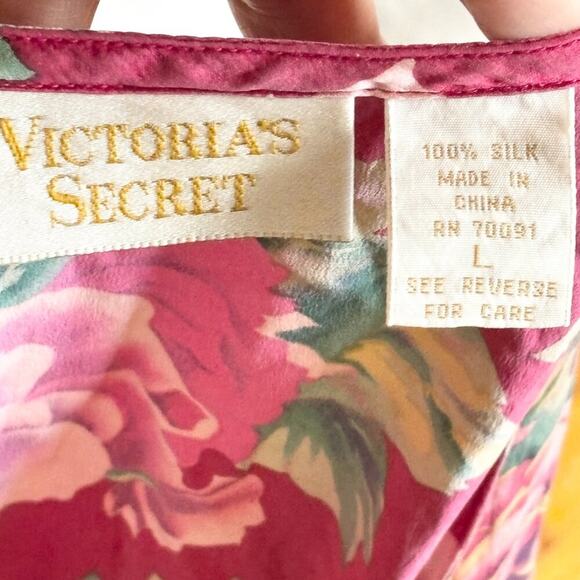 VICTORIA'S
SECRET
100% SILK
MADE IN
CHINA
RN 70091
L
SEE REVERSE
FOR CARE